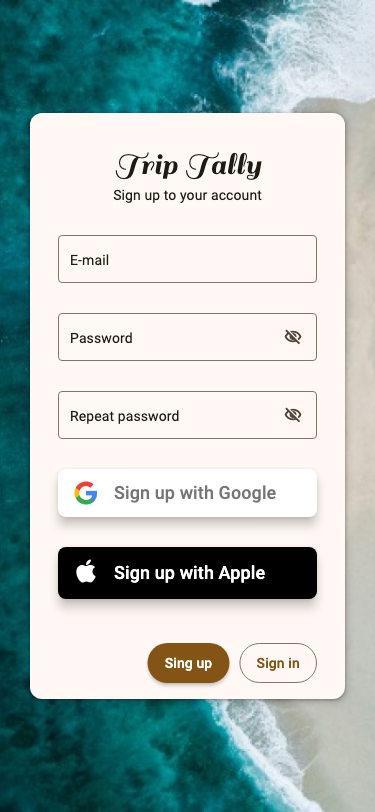 Trip Tally
Sign up to your account
E-mail
Password
Repeat password
Sign up with Google
Sign up with Apple
Sing up
Sign in